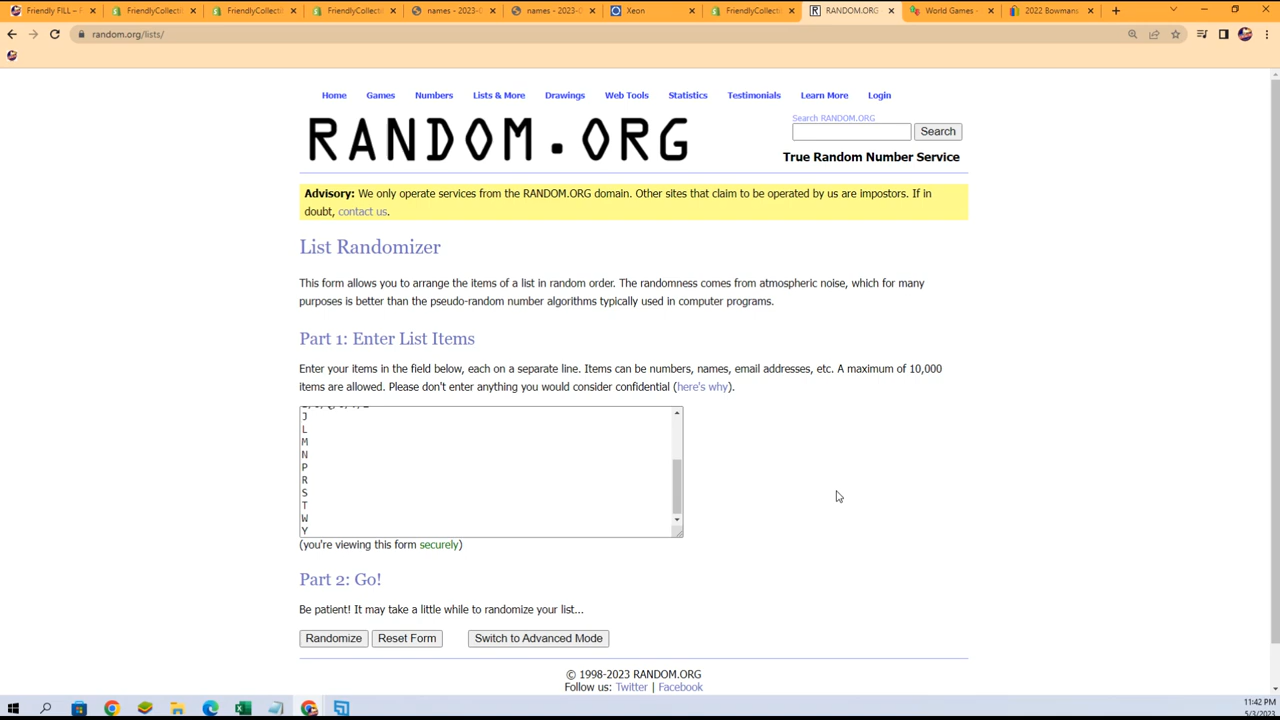 Friendly FILL –
FriendlyCollecti
FriendlyCollecti
FriendlyCollecti
names - 2023-0
names - 2023-0
Xeon
FriendlyCollecti
RANDOM.ORG
World Games -
2022 Bowmans
random.org/lists/
Home Games Numbers Lists & More Drawings Web Tools Statistics Testimonials Learn More Login
RANDOM.ORG
Search RANDOM.ORG
Search
True Random Number Service
Advisory: We only operate services from the RANDOM.ORG domain. Other sites that claim to be operated by us are impostors. If in
doubt, contact us.
List Randomizer
This form allows you to arrange the items of a list in random order. The randomness comes from atmospheric noise, which for many
purposes is better than the pseudo-random number algorithms typically used in computer programs.
Part 1: Enter List Items
Enter your items in the field below, each on a separate line. Items can be numbers, names, email addresses, etc. A maximum of 10,000
items are allowed. Please don't enter anything you would consider confidential (here's why).
J
L
M
N
P
R
S
T
W
Y
(you're viewing this form securely)
Part 2: Go!
Be patient! It may take a little while to randomize your list...
Randomize Reset Form Switch to Advanced Mode
© 1998-2023 RANDOM.ORG
Follow us: Twitter | Facebook
11:42 PM
5/3/2023